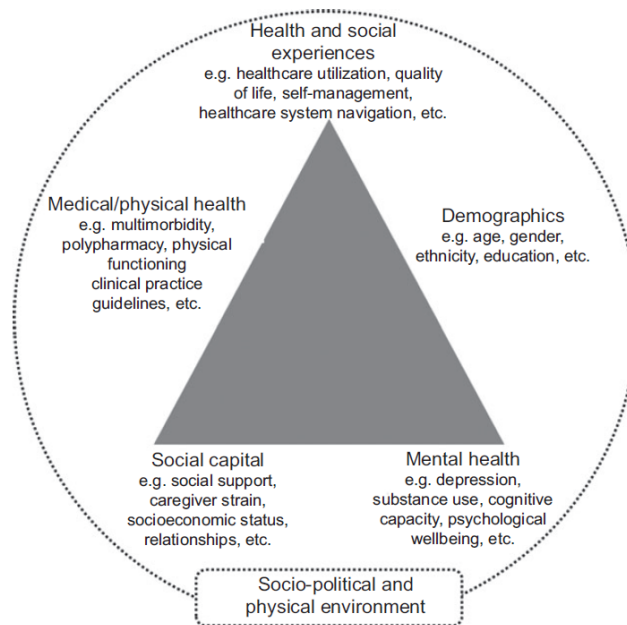 Health and social
experiences
e.g. healthcare utilization, quality
of life, self-management,
healthcare system navigation, etc.
Medical/physical health
e.g. multimorbidity,
polypharmacy, physical
functioning
clinical practice
guidelines, etc.
Demographics
e.g. age, gender,
ethnicity, education, etc.
Social capital
e.g. social support,
caregiver strain,
socioeconomic status,
relationships, etc.
Mental health
e.g. depression,
substance use, cognitive
capacity, psychological
wellbeing, etc.
Socio-political and
physical environment